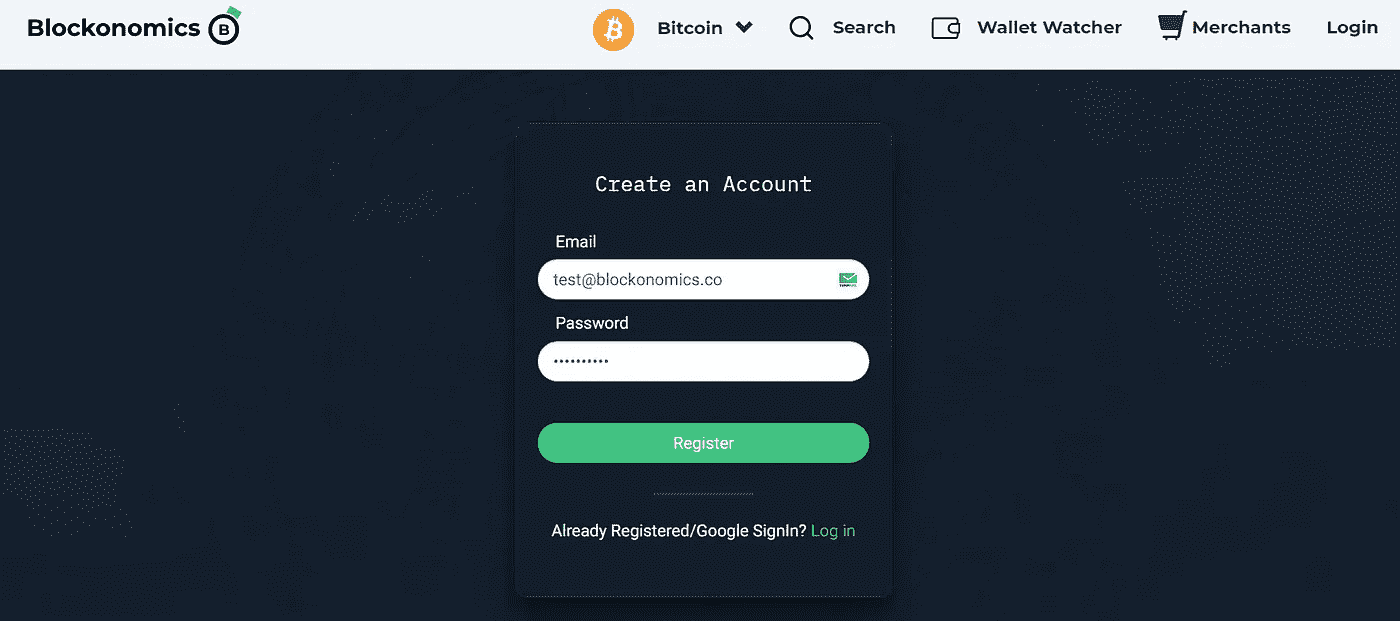 Blockonomics B
Bitcoin
Search
Wallet Watcher
Merchants
Login
Create an Account
Email
test@blockonomics.co
Password
••••••••••
Register
Already Registered/Google SignIn? Log in